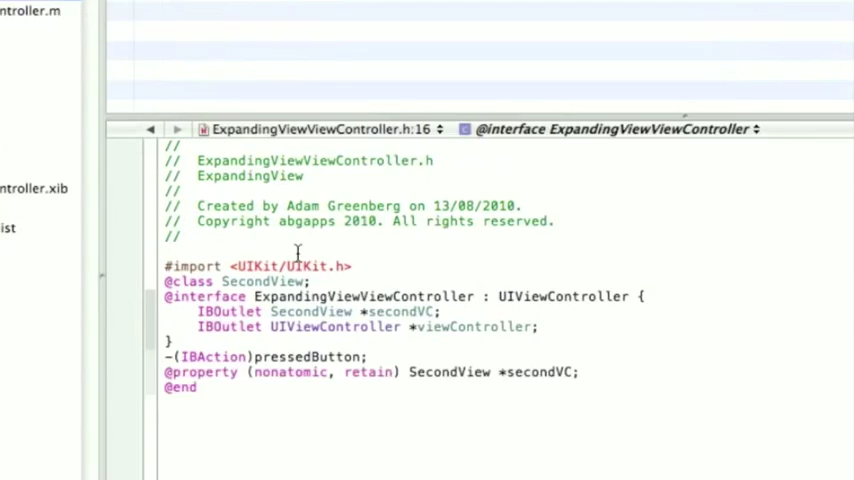 ntroller.m
ExpandingViewViewController.h:16 @interface ExpandingViewViewController
//
// ExpandingViewViewController.h
// ExpandingView
//
// Created by Adam Greenberg on 13/08/2010.
// Copyright abgapps 2010. All rights reserved.
//
ntroller.xib
ist
#import <UIKit/UIKit.h>
@class SecondView;
@interface ExpandingViewViewController : UIViewController {
IBOutlet SecondView *secondVC;
IBOutlet UIViewController *viewController;
}
-(IBAction)pressedButton;
@property (nonatomic, retain) SecondView *secondVC;
@end